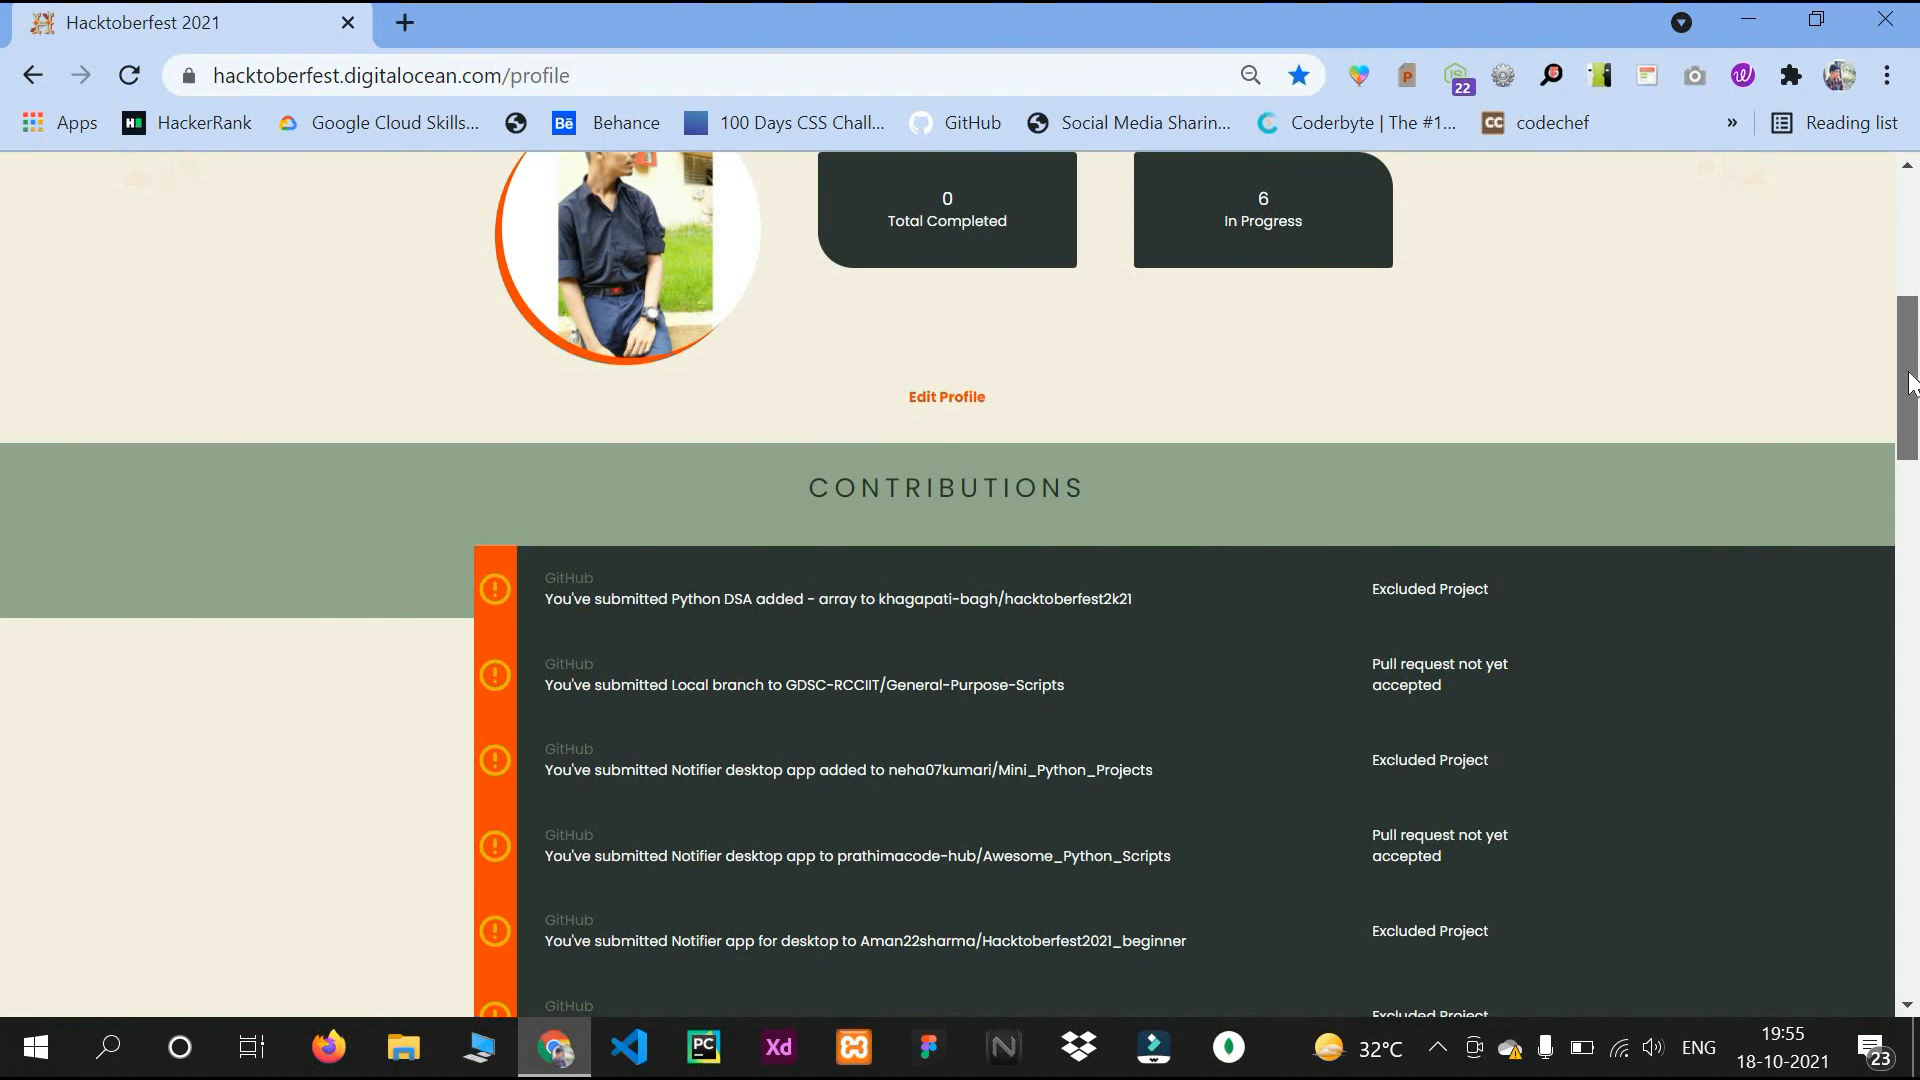 Hacktoberfest 2021
hacktoberfest.digitalocean.com/profile
22
Apps
HackerRank
Google Cloud Skills...
Bē Behance
100 Days CSS Chall...
GitHub
Social Media Sharin...
Coderbyte | The #1...
CC codechef
»
Reading list
0
Total Completed
6
In Progress
Edit Profile
CONTRIBUTIONS
GitHub
You've submitted Python DSA added - array to khagapati-bagh/hacktoberfest2k21
Excluded Project
GitHub
You've submitted Local branch to GDSC-RCCIIT/General-Purpose-Scripts
Pull request not yet
accepted
GitHub
You've submitted Notifier desktop app added to neha07kumari/Mini_Python_Projects
Excluded Project
GitHub
You've submitted Notifier desktop app to prathimacode-hub/Awesome_Python_Scripts
Pull request not yet
accepted
GitHub
You've submitted Notifier app for desktop to Aman22sharma/Hacktoberfest2021_beginner
Excluded Project
GitHub
Excluded Project
PC
Xd
32°C
ENG
19:55
18-10-2021
23